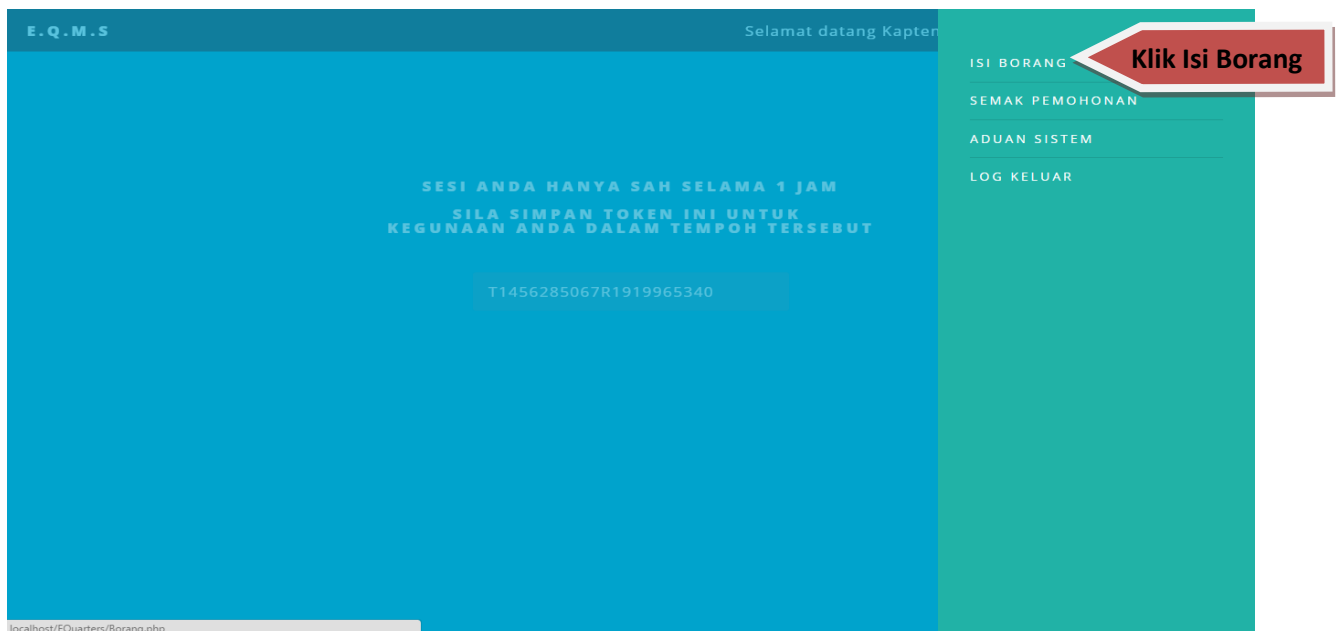 E.Q.M.S
Selamat datang Kapten
ISI BORANG
Klik Isi Borang
SEMAK PEMOHONAN
ADUAN SISTEM
LOG KELUAR
SESI ANDA HANYA SAH SELAMA 1 JAM
SILA SIMPAN TOKEN INI UNTUK
KEGUNAAN ANDA DALAM TEMPOH TERSEBUT
T1456285067R1919965340
localhost/EQuarters/Borang.php